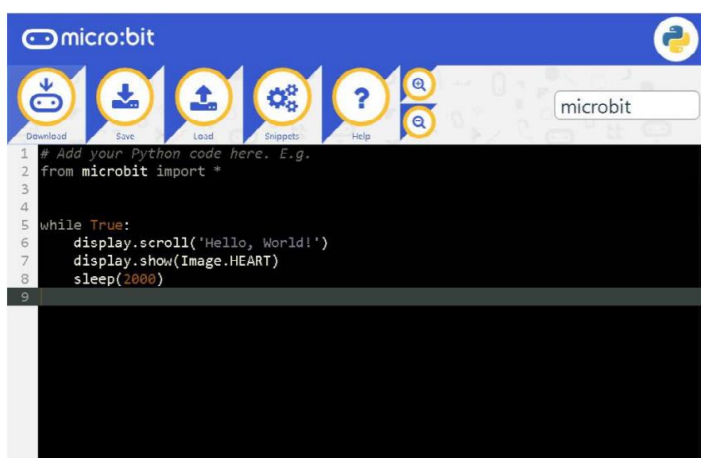 micro:bit
Download
Save
Load
Snippets
?
Help
microbit
1 # Add your Python code here. E.g.
2 from microbit import *
3
4
5 while True:
6     display.scroll('Hello, World!')
7     display.show(Image.HEART)
8     sleep(2000)
9